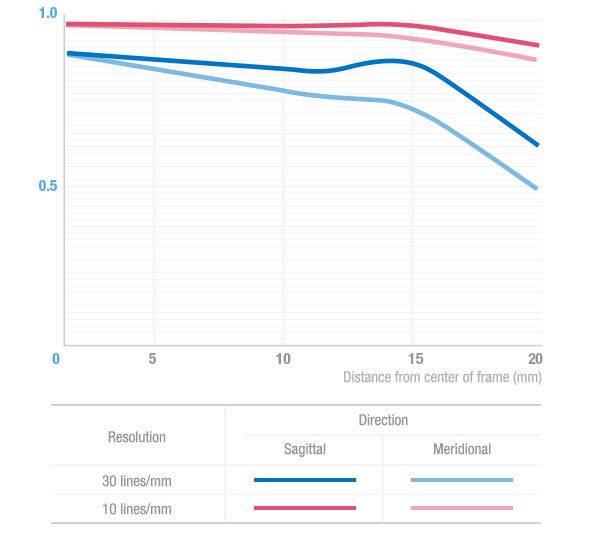 1.0
0.5
0 5 10 15 20
Distance from center of frame (mm)
Resolution
Direction
Sagittal Meridional
30 lines/mm
10 lines/mm